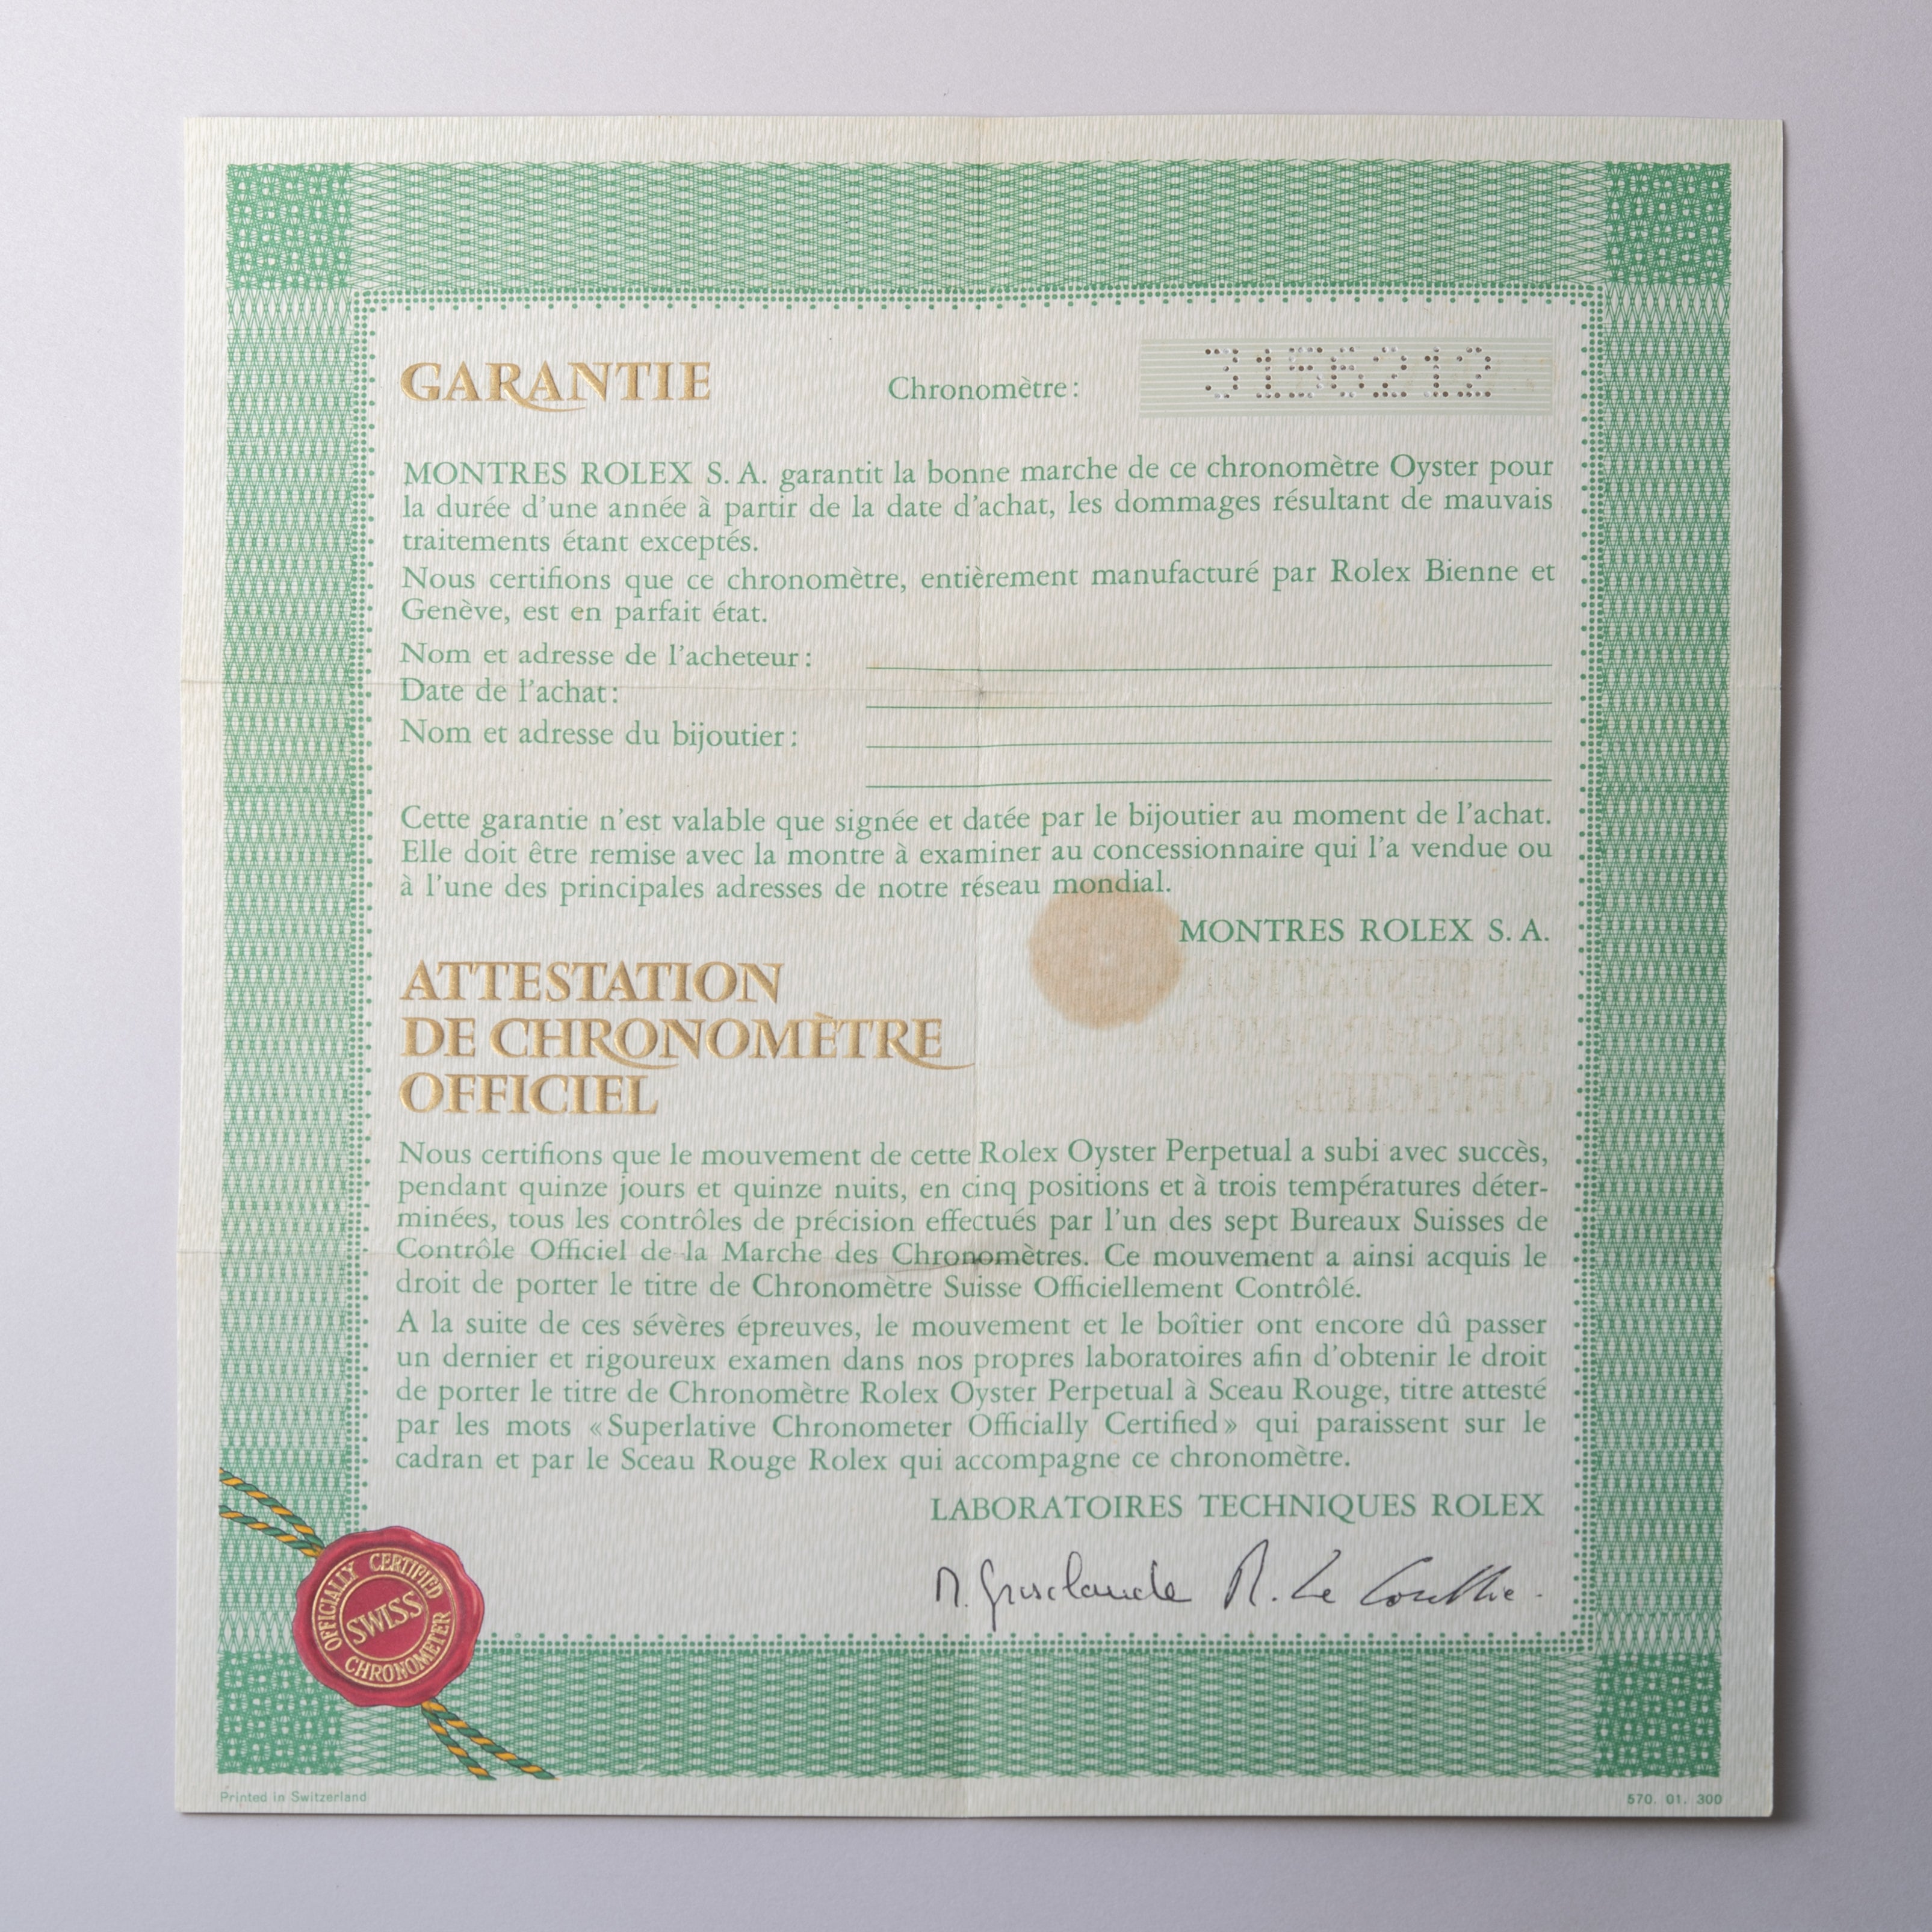 GARANTIE
Chronomètre: 3156212
MONTRES ROLEX S. A. garantit la bonne marche de ce chronomètre Oyster pour
la durée d'une année à partir de la date d'achat, les dommages résultant de mauvais
traitements étant exceptés.
Nous certifions que ce chronomètre, entièrement manufacturé par Rolex Bienne et
Genève, est en parfait état.
Nom et adresse de l'acheteur:
Date de l'achat:
Nom et adresse du bijoutier:
Cette garantie n'est valable que signée et datée par le bijoutier au moment de l'achat.
Elle doit être remise avec la montre à examiner au concessionnaire qui l'a vendue ou
à l'une des principales adresses de notre réseau mondial.
MONTRES ROLEX S. A.
ATTESTATION
DE CHRONOMÈTRE
OFFICIEL
Nous certifions que le mouvement de cette Rolex Oyster Perpetual a subi avec succès,
pendant quinze jours et quinze nuits, en cinq positions et à trois températures déter-
minées, tous les contrôles de précision effectués par l'un des sept Bureaux Suisses de
Contrôle Officiel de la Marche des Chronomètres. Ce mouvement a ainsi acquis le
droit de porter le titre de Chronomètre Suisse Officiellement Contrôlé.
A la suite de ces sévères épreuves, le mouvement et le boîtier ont encore dû passer
un dernier et rigoureux examen dans nos propres laboratoires afin d'obtenir le droit
de porter le titre de Chronomètre Rolex Oyster Perpetual à Sceau Rouge, titre attesté
par les mots «Superlative Chronometer Officially Certified» qui paraissent sur le
cadran et par le Sceau Rouge Rolex qui accompagne ce chronomètre.
LABORATOIRES TECHNIQUES ROLEX
R. Le
OFFICIALLY CERTIFIED
SWISS
CHRONOMETER
Printed in Switzerland
570. 01. 300